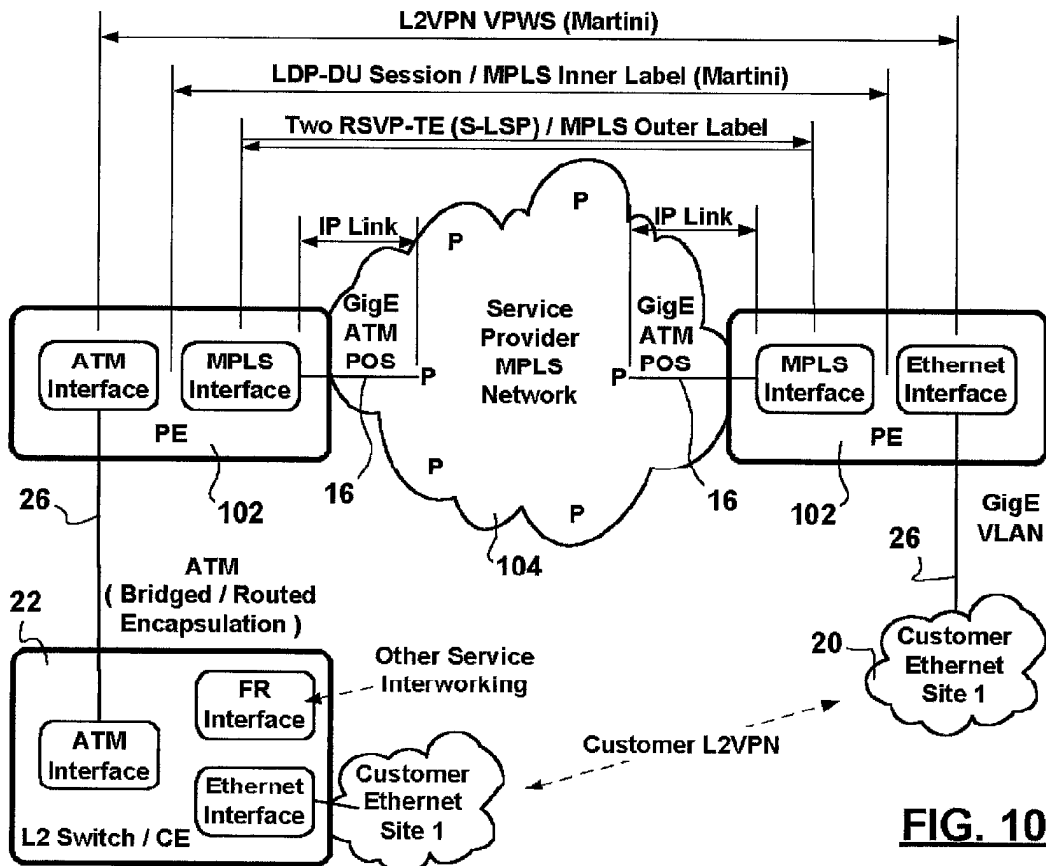 L2VPN VPWS (Martini)
LDP-DU Session / MPLS Inner Label (Martini)
Two RSVP-TE (S-LSP) / MPLS Outer Label
P
IP Link
P
P
IP Link
GigE
ATM
POS
Service
Provider
MPLS
Network
GigE
ATM
POS
ATM
Interface
MPLS
Interface
PE
P
P
MPLS
Interface
Ethernet
Interface
PE
P
P
16
16
102
102
104
26
26
GigE
VLAN
ATM
( Bridged / Routed
Encapsulation )
22
Other Service
Interworking
FR
Interface
ATM
Interface
Ethernet
Interface
L2 Switch / CE
Customer
Ethernet
Site 1
Customer L2VPN
20
Customer
Ethernet
Site 1
FIG. 10